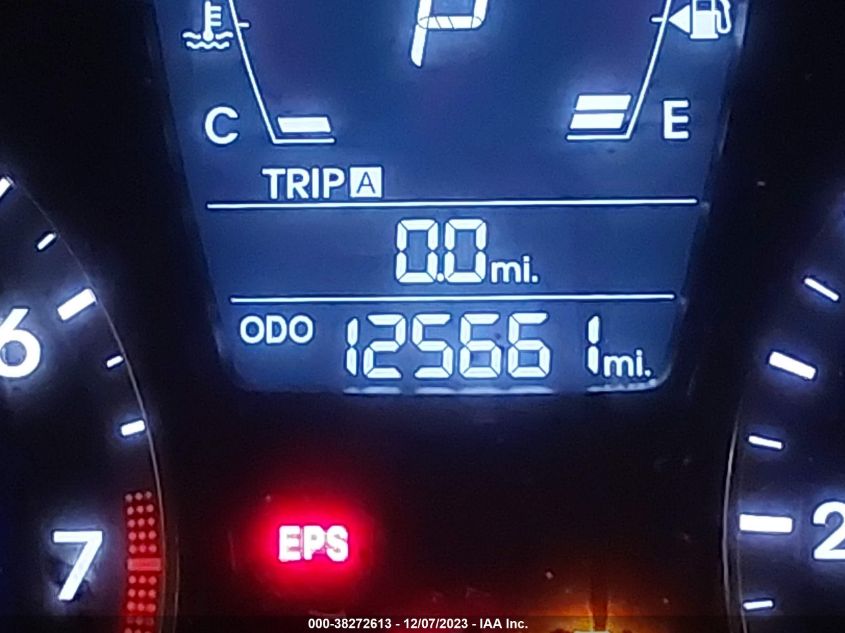 P
C E
TRIP A
0.0 mi.
ODO 125661 mi.
6
7
EPS
2
000-38272613 - 12/07/2023 - IAA Inc.